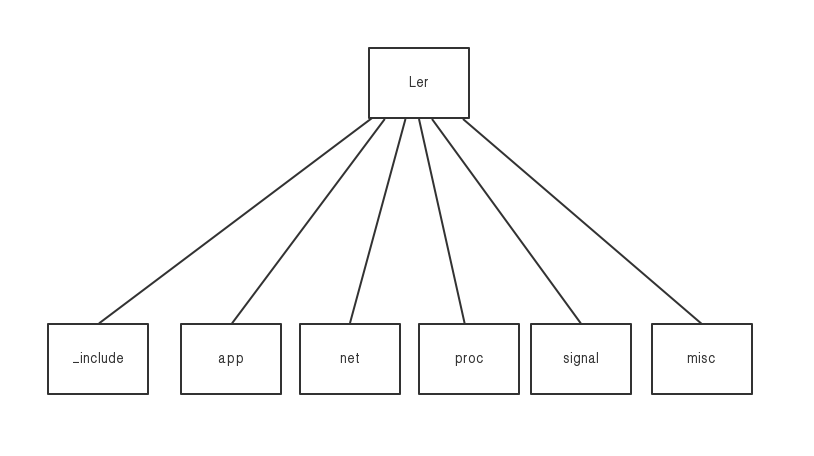 Ler
_include
app
net
proc
signal
misc